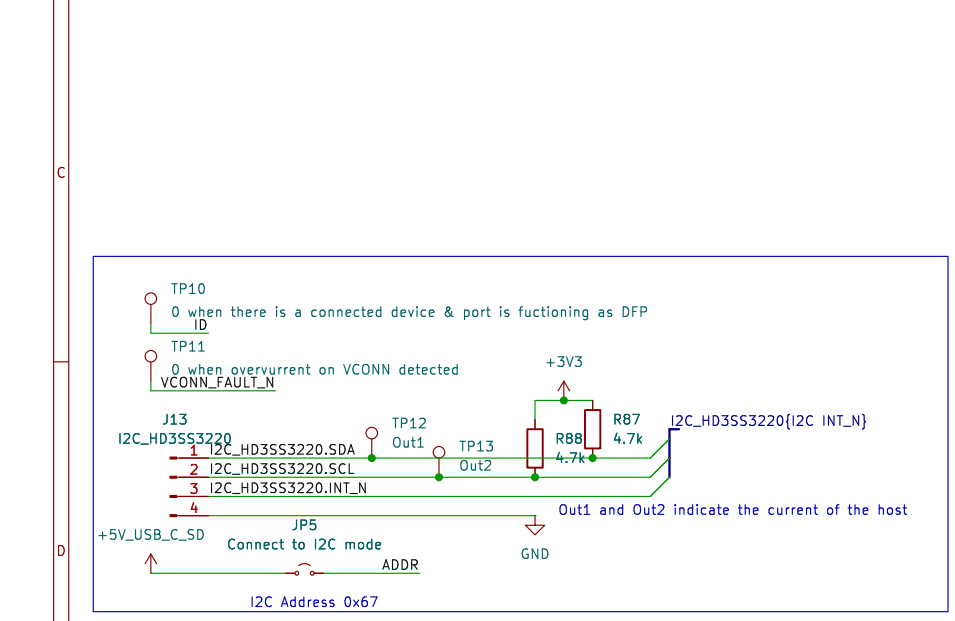 C
TP10
0 when there is a connected device & port is fuctioning as DFP
ID
TP11
0 when overvurrent on VCONN detected
VCONN_FAULT_N
+3V3
J13
I2C_HD3SS3220
TP12
Out1
TP13
Out2
R88
4.7k
R87
4.7k
I2C_HD3SS3220{I2C INT_N}
1 I2C_HD3SS3220.SDA
2 I2C_HD3SS3220.SCL
3 I2C_HD3SS3220.INT_N
4
Out1 and Out2 indicate the current of the host
GND
+5V_USB_C_SD
JP5
Connect to I2C mode
ADDR
D
I2C Address 0x67